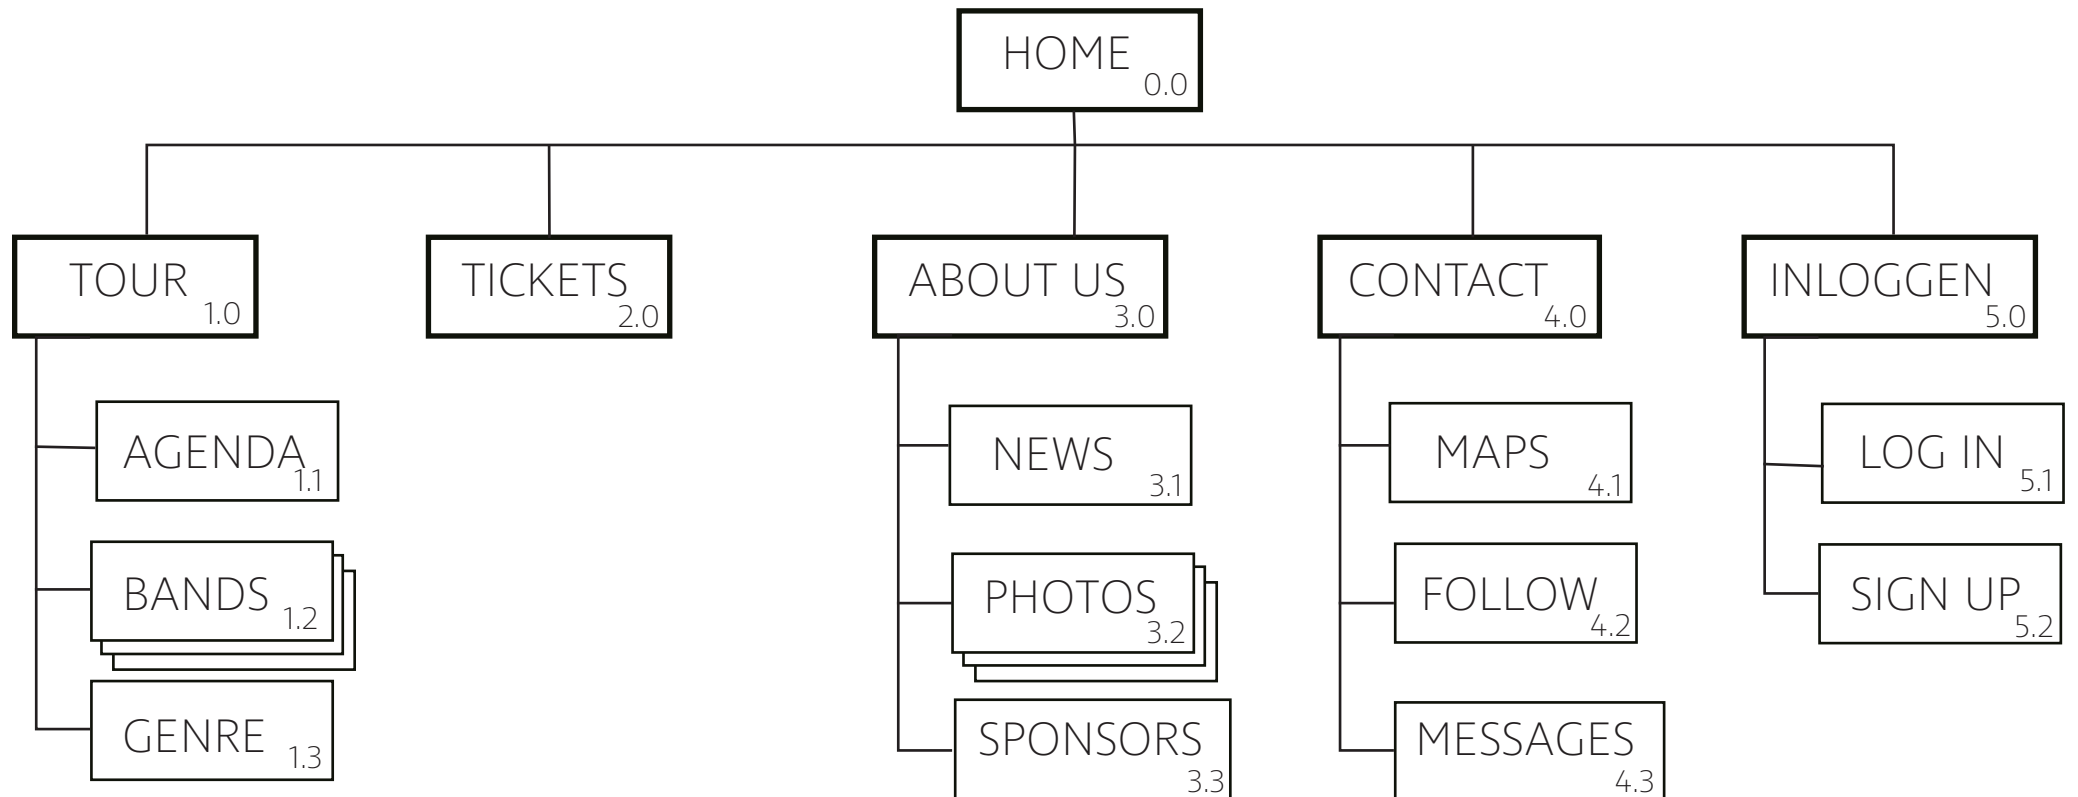 HOME
0.0
TOUR
1.0
TICKETS
2.0
ABOUT US
3.0
CONTACT
4.0
INLOGGEN
5.0
AGENDA
1.1
BANDS
1.2
GENRE
1.3
NEWS
3.1
PHOTOS
3.2
SPONSORS
3.3
MAPS
4.1
FOLLOW
4.2
MESSAGES
4.3
LOG IN
5.1
SIGN UP
5.2